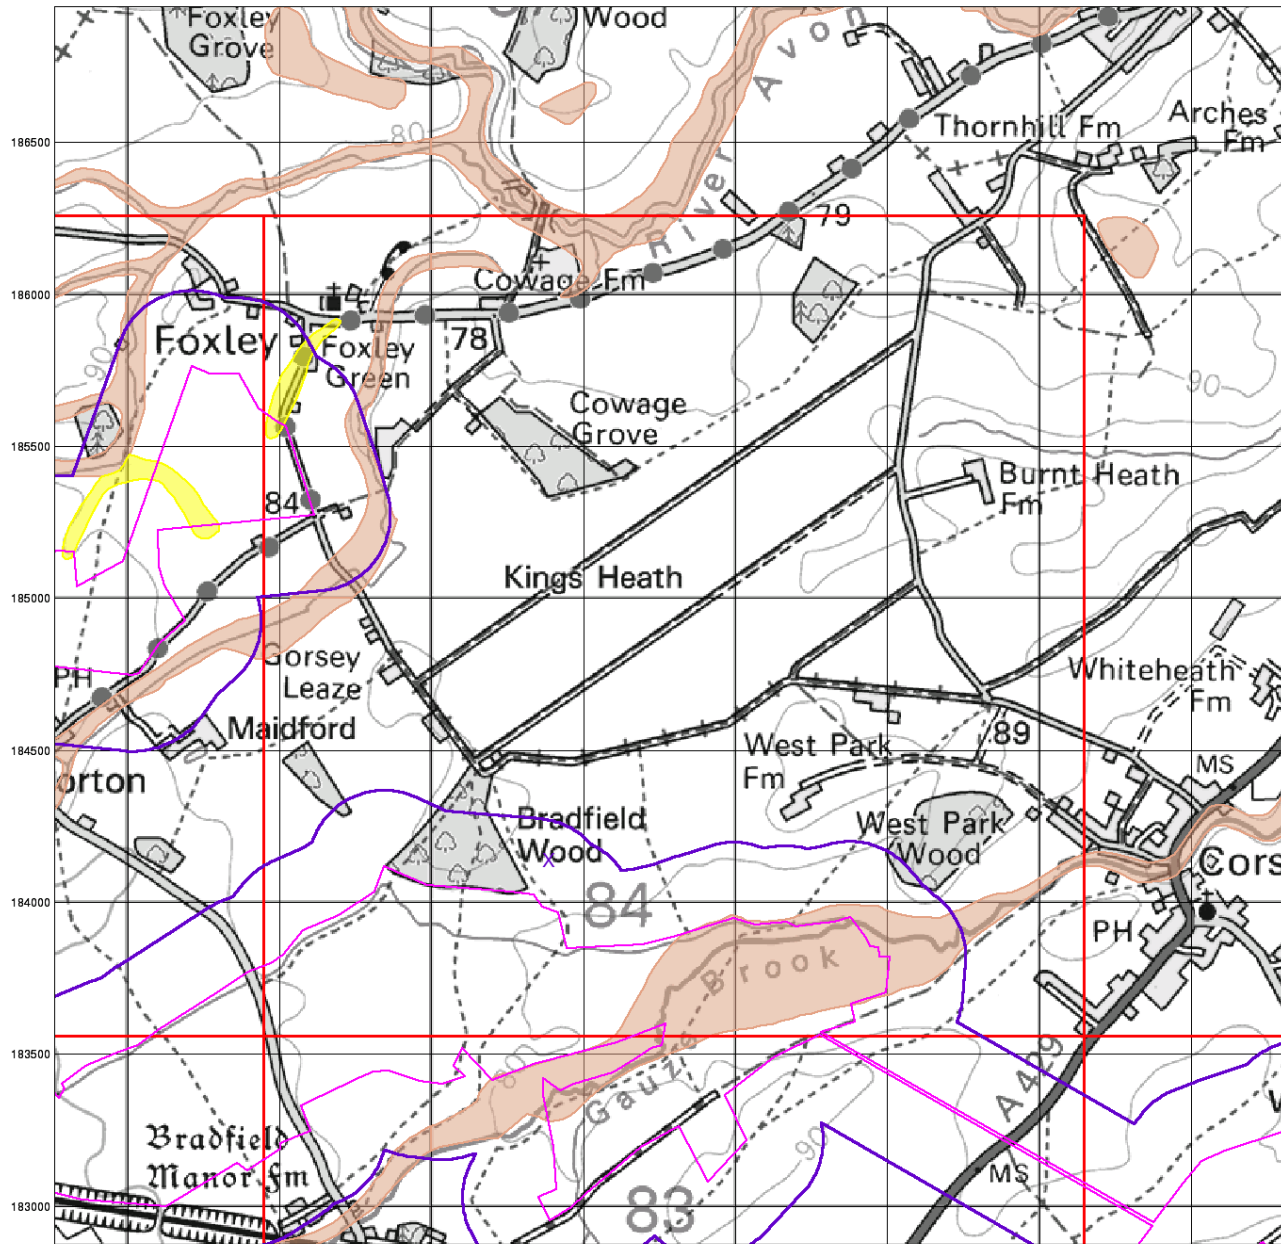 Foxley
Grove
Wood
80
Avon
River
Thornhill Fm
Arches
Fm
186500
79
Cowage Fm
186000
Foxley
Foxley
Green
78
90
90
Cowage
Grove
185500
84
Burnt Heath
Fm
Kings Heath
185000
Gorsey
Leaze
PH
Whiteheath
Fm
Maidford
West Park
Fm
89
184500
orton
MS
Bradfield
Wood
West Park
Wood
Cors
84
184000
PH
Brook
183500
80
Gauze
A 429
Bradfield
Manor Fm
90
MS
83
183000